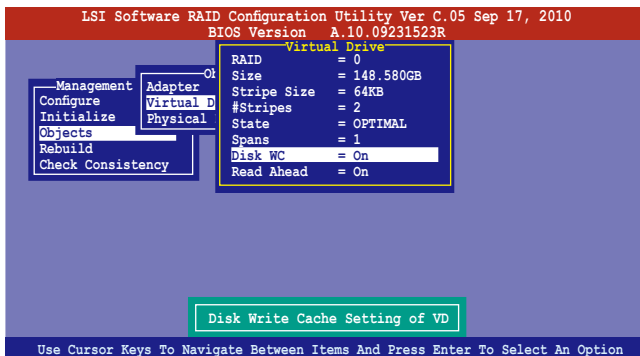 LSI Software RAID Configuration Utility Ver C.05 Sep 17, 2010
BIOS Version A.10.09231523R
Management
Configure
Initialize
Objects
Rebuild
Check Consistency
Adapter
Virtual D
Physical
Virtual Drive
RAID = 0
Size = 148.580GB
Stripe Size = 64KB
#Stripes = 2
State = OPTIMAL
Spans = 1
Disk WC = On
Read Ahead = On
Disk Write Cache Setting of VD
Use Cursor Keys To Navigate Between Items And Press Enter To Select An Option